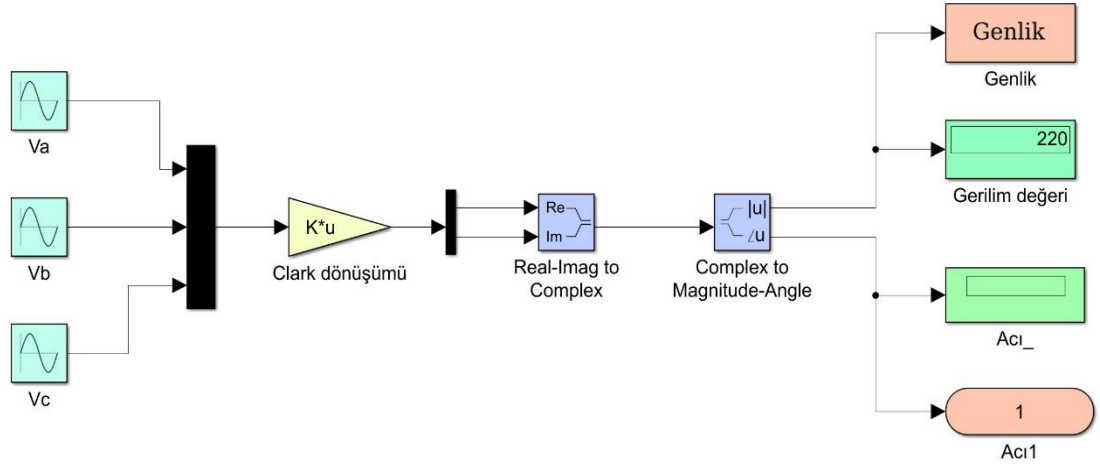 Va
Vb
Vc
K*u
Clark dönüşümü
Re
Im
Real-Imag to
Complex
|u|
∠u
Complex to
Magnitude-Angle
Genlik
Genlik
220
Gerilim değeri
Acı_
1
Acı1